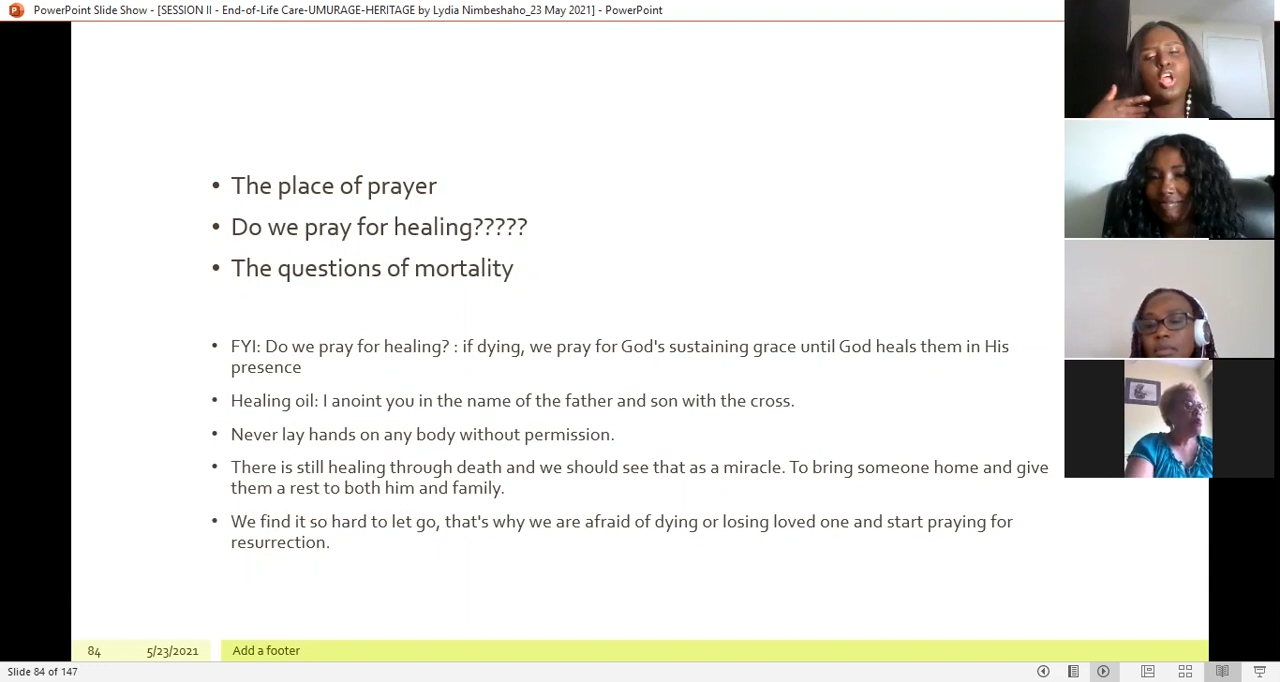 PowerPoint Slide Show - [SESSION II - End-of-Life Care-UMURAGE-HERITAGE by Lydia Nimbeshaho_23 May 2021] - PowerPoint
• The place of prayer
• Do we pray for healing?????
• The questions of mortality
• FYI: Do we pray for healing? : if dying, we pray for God's sustaining grace until God heals them in His
presence
• Healing oil: I anoint you in the name of the father and son with the cross.
• Never lay hands on any body without permission.
• There is still healing through death and we should see that as a miracle. To bring someone home and give
them a rest to both him and family.
• We find it so hard to let go, that's why we are afraid of dying or losing loved one and start praying for
resurrection.
84 5/23/2021 Add a footer
Slide 84 of 147